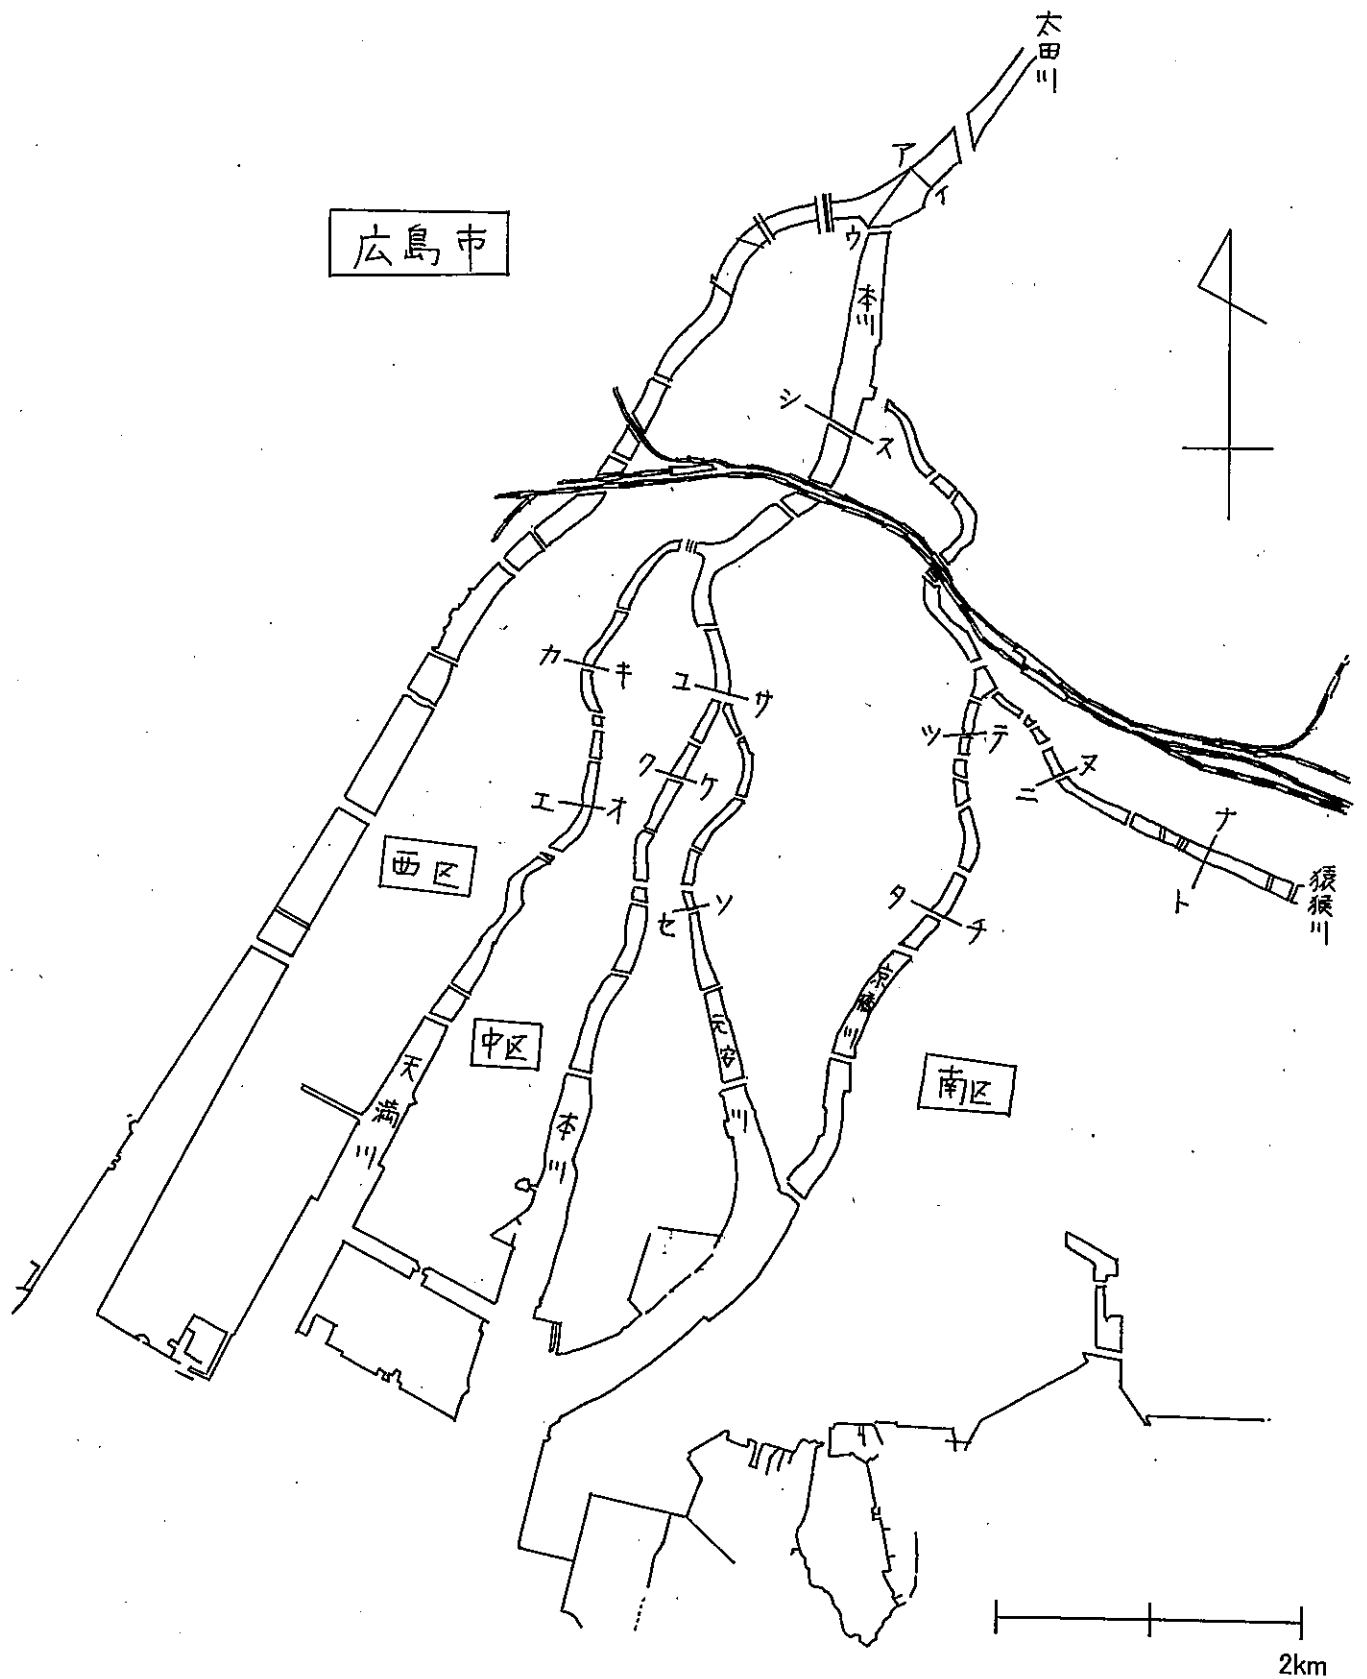 太田川
ア
イ
広島市
ウ
本川
シ
ス
カ
キ
ユ
サ
ツ
テ
ク
ケ
ヌ
ニ
エ
オ
ナ
西区
猿猴川
ト
タ
チ
セ
ソ
京橋川
元安川
中区
天満川
南区
本川
2km